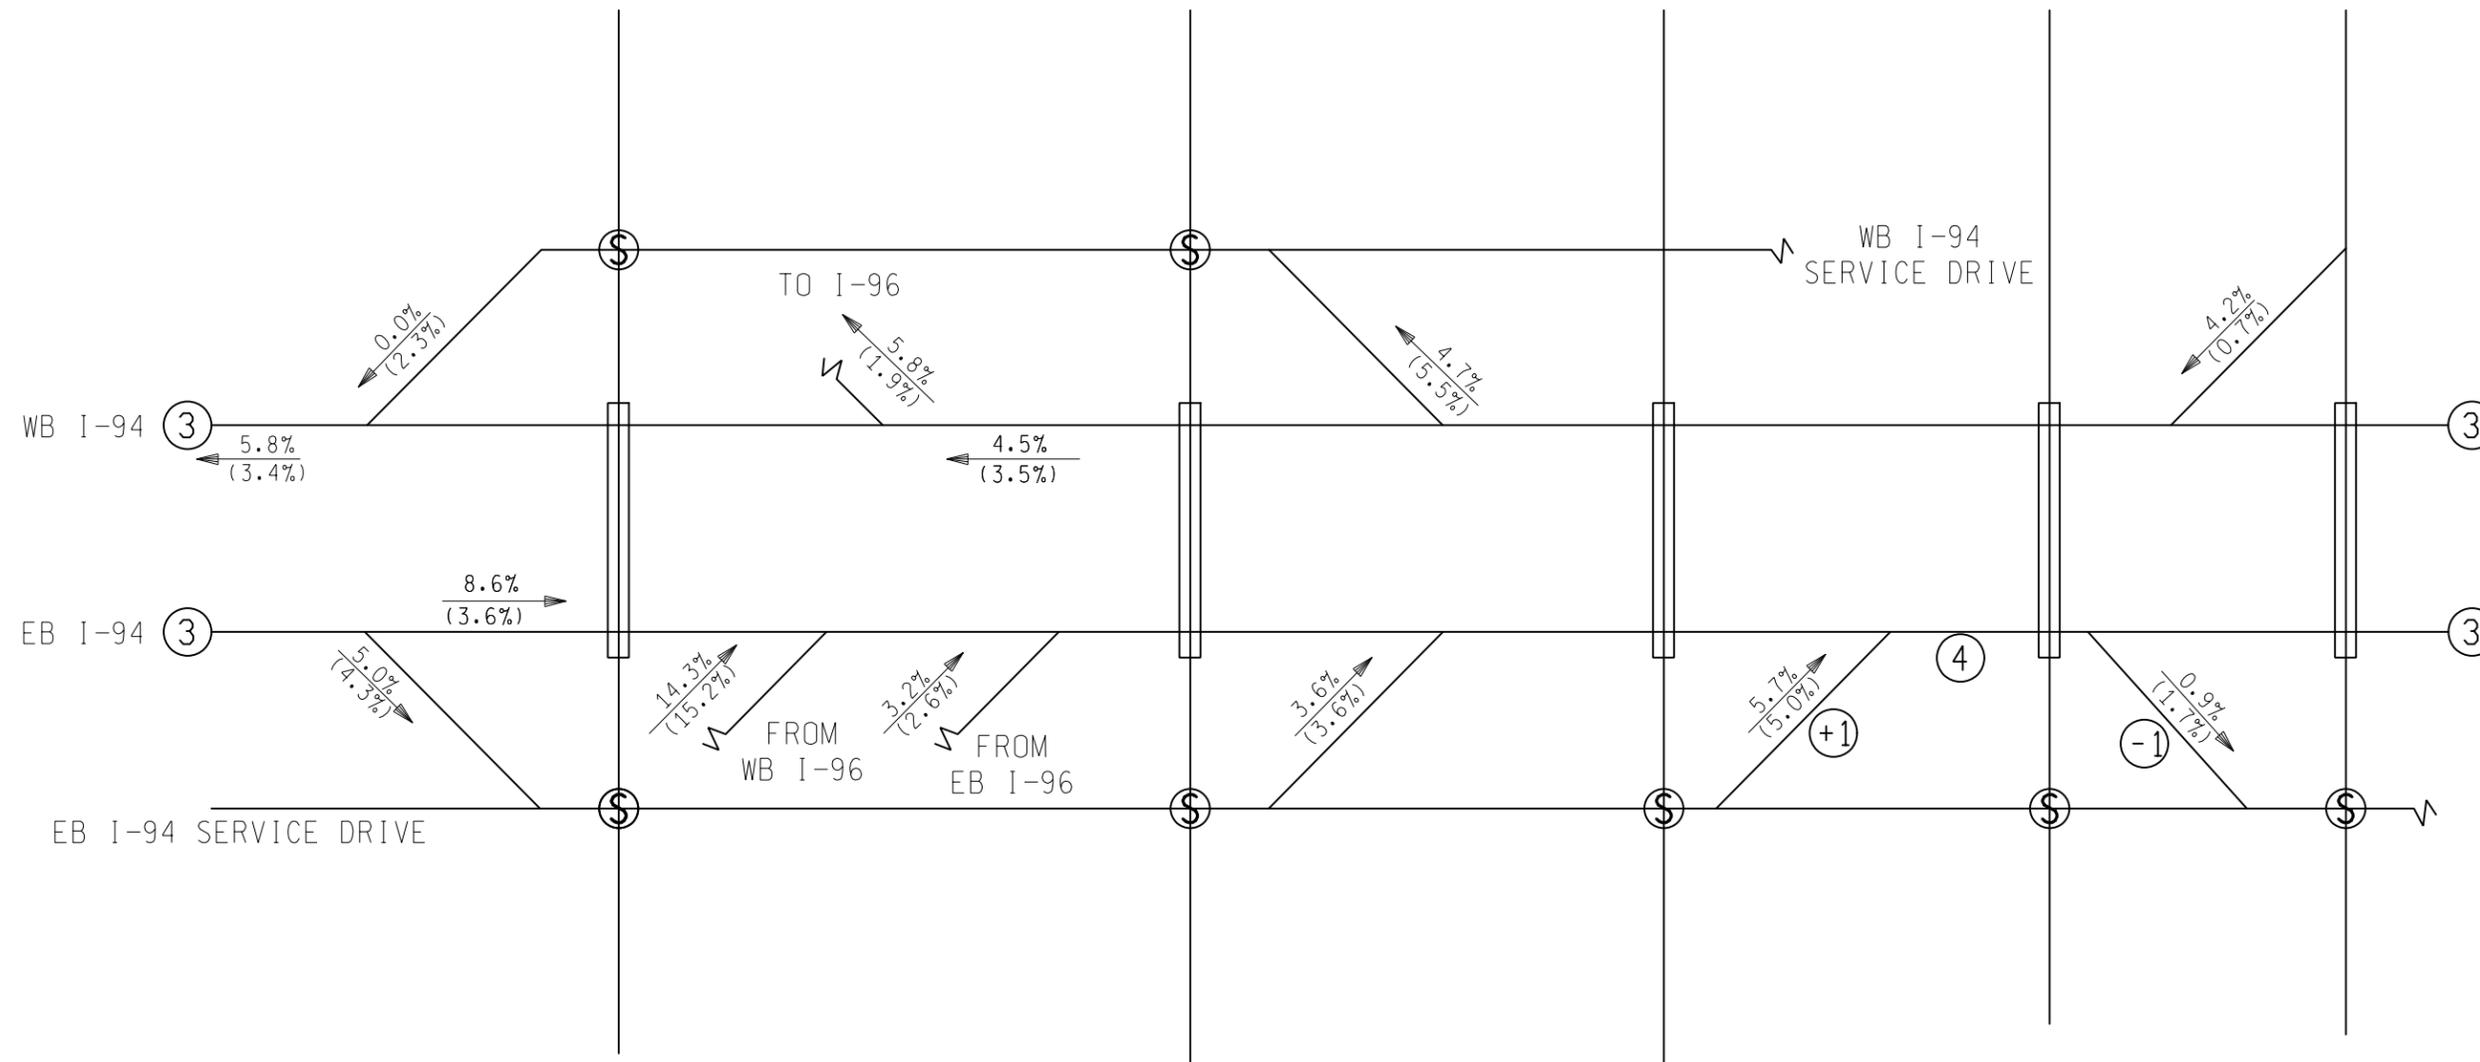 S
S
WB I-94
SERVICE DRIVE
TO I-96
0.0%
(2.3%)
5.8%
(1.9%)
4.7%
(5.5%)
4.2%
(0.7%)
WB I-94
3
3
5.8%
(3.4%)
4.5%
(3.5%)
8.6%
(3.6%)
EB I-94
3
3
4
5.0%
(4.3%)
14.3%
(15.2%)
3.2%
(2.6%)
3.6%
(3.6%)
5.7%
(5.0%)
0.9%
(1.7%)
+1
-1
FROM
WB I-96
FROM
EB I-96
S
S
S
S
S
EB I-94 SERVICE DRIVE